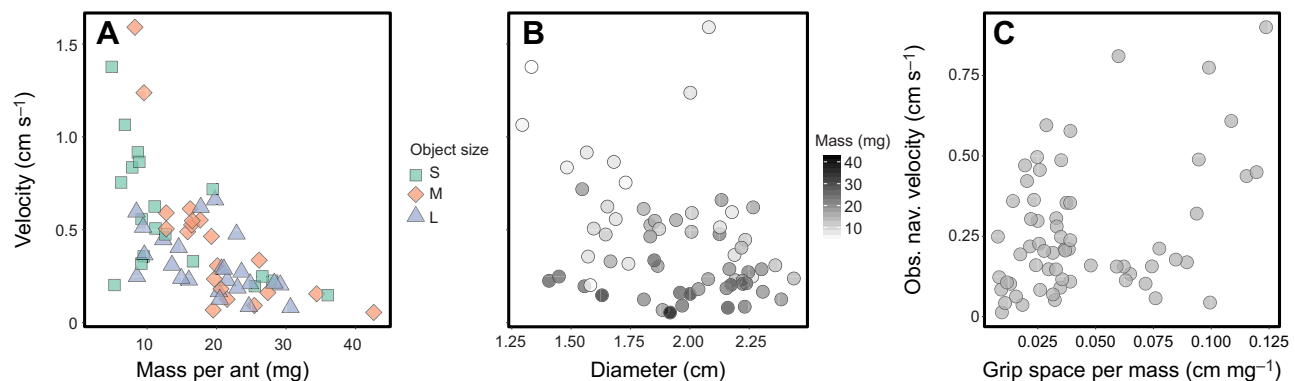 A
Velocity (cm s–1)
1.5
1.0
0.5
0
10
20
30
40
Mass per ant (mg)
Object size
S
M
L
B
1.25
1.50
1.75
2.00
2.25
Diameter (cm)
Mass (mg)
40
30
20
10
C
Obs. nav. velocity (cm s–1)
0.75
0.50
0.25
0
0.025
0.050
0.075
0.100
0.125
Grip space per mass (cm mg–1)